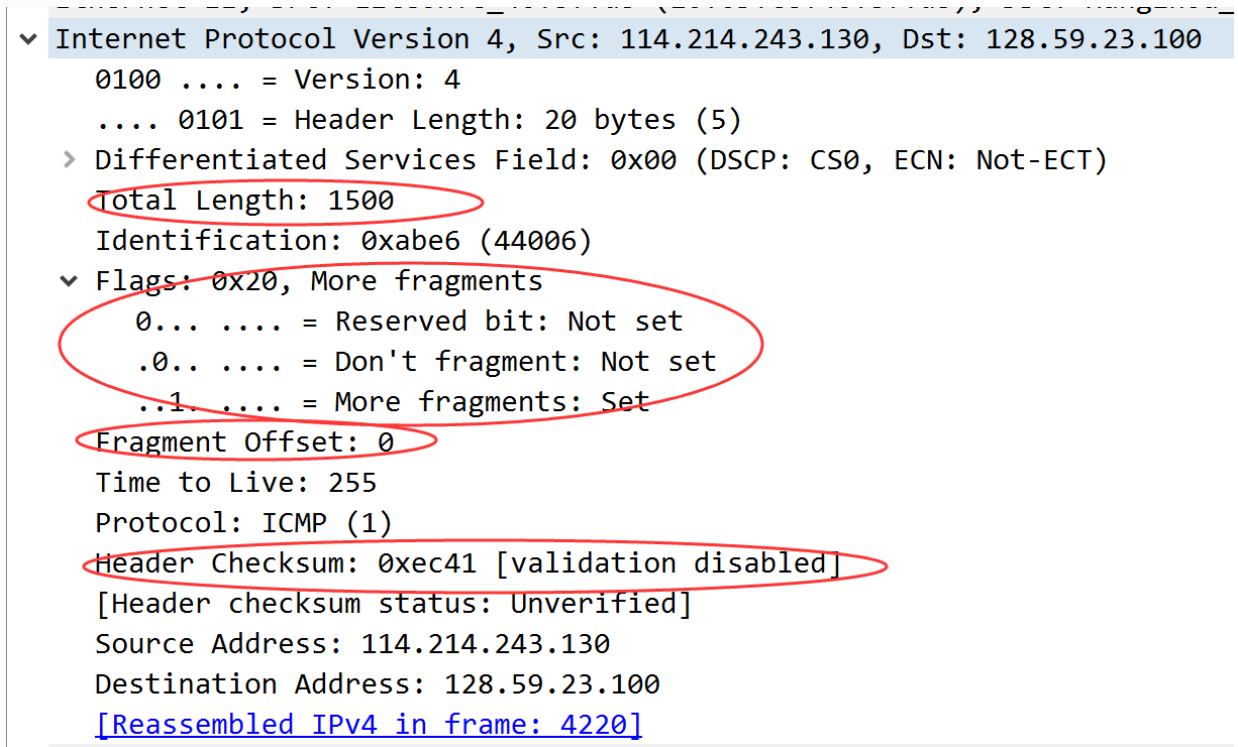 Internet Protocol Version 4, Src: 114.214.243.130, Dst: 128.59.23.100
0100 .... = Version: 4
.... 0101 = Header Length: 20 bytes (5)
Differentiated Services Field: 0x00 (DSCP: CS0, ECN: Not-ECT)
Total Length: 1500
Identification: 0xabe6 (44006)
Flags: 0x20, More fragments
0... .... = Reserved bit: Not set
.0.. .... = Don't fragment: Not set
..1. .... = More fragments: Set
Fragment Offset: 0
Time to Live: 255
Protocol: ICMP (1)
Header Checksum: 0xec41 [validation disabled]
[Header checksum status: Unverified]
Source Address: 114.214.243.130
Destination Address: 128.59.23.100
[Reassembled IPv4 in frame: 4220]